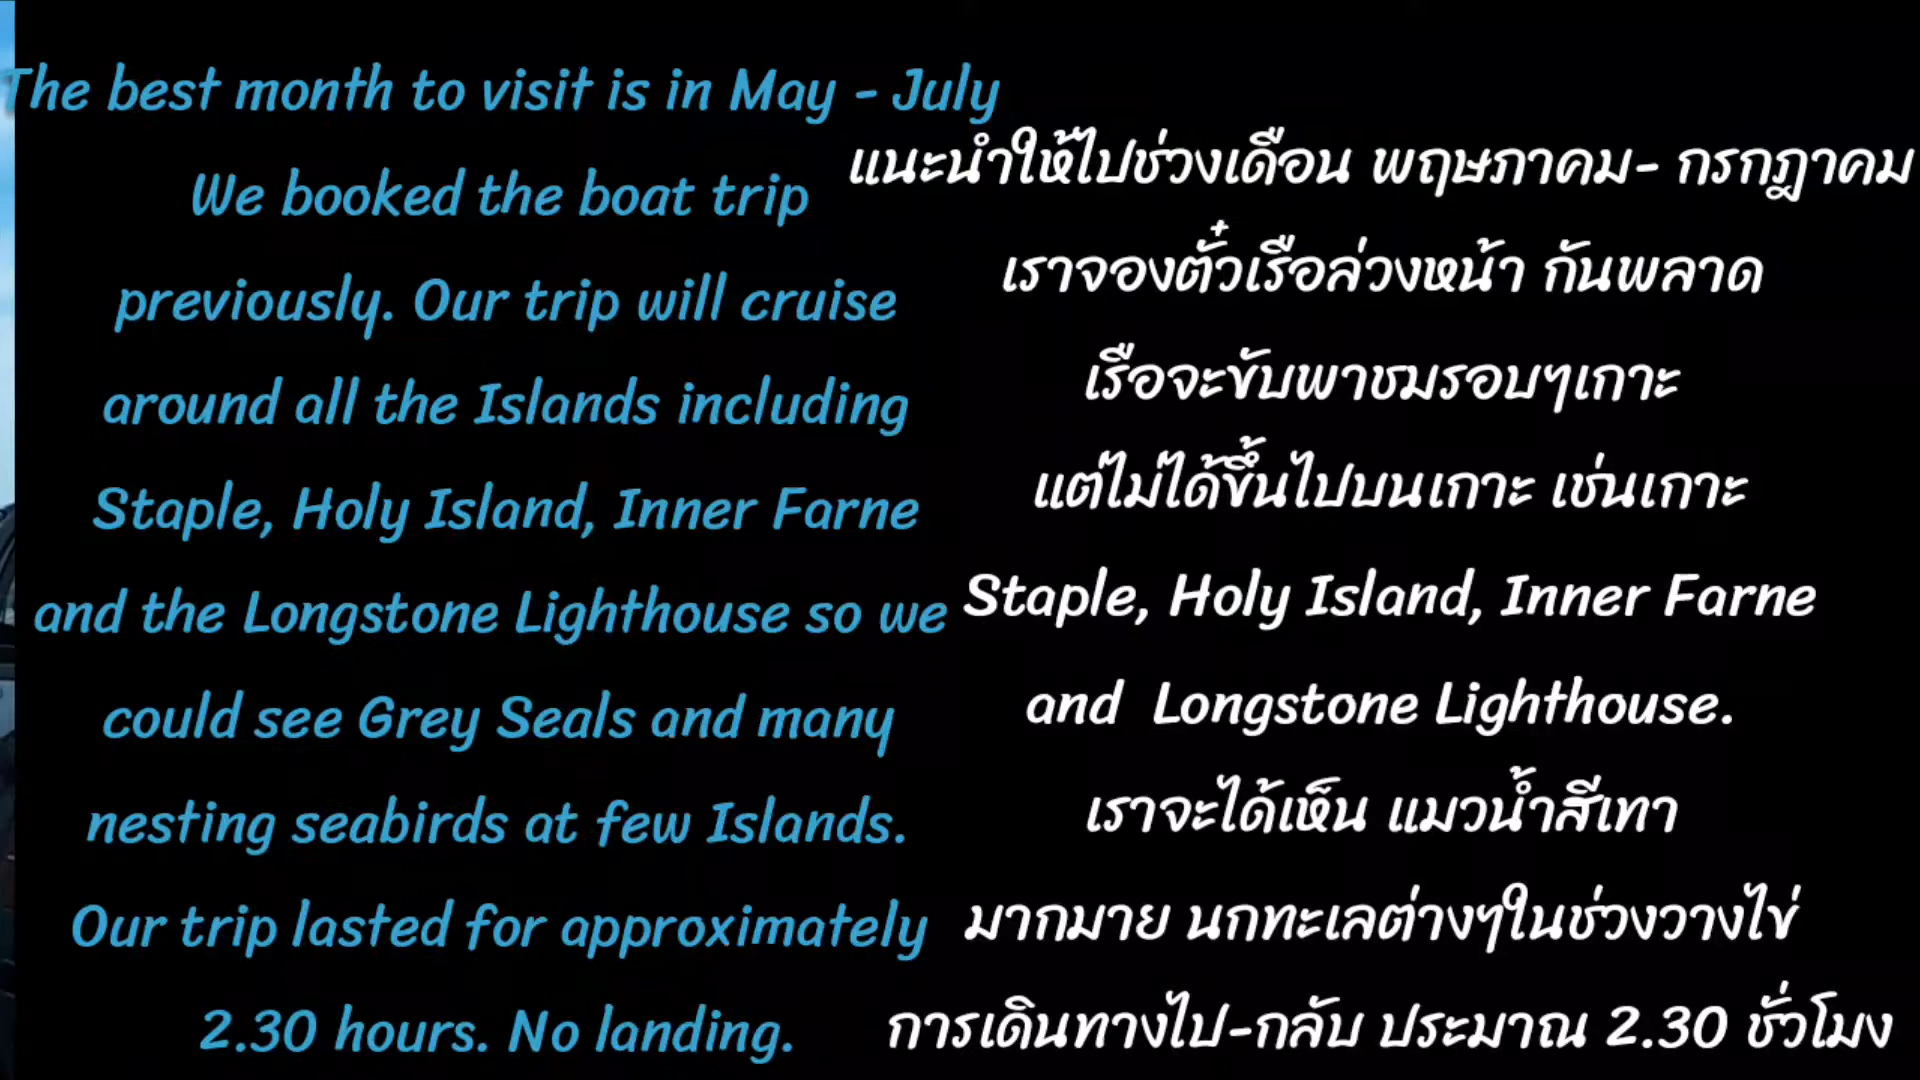 The best month to visit is in May - July
We booked the boat trip
previously. Our trip will cruise
around all the Islands including
Staple, Holy Island, Inner Farne
and the Longstone Lighthouse so we
could see Grey Seals and many
nesting seabirds at few Islands.
Our trip lasted for approximately
2.30 hours. No landing.
แนะนำให้ไปช่วงเดือน พฤษภาคม- กรกฎาคม
เราจองตั๋วเรือล่วงหน้า กันพลาด
เรือจะขับพาชมรอบๆเกาะ
แต่ไม่ได้ขึ้นไปบนเกาะ เช่นเกาะ
Staple, Holy Island, Inner Farne
and  Longstone Lighthouse.
เราจะได้เห็น แมวน้ำสีเทา
มากมาย นกทะเลต่างๆในช่วงวางไข่
การเดินทางไป-กลับ ประมาณ 2.30 ชั่วโมง